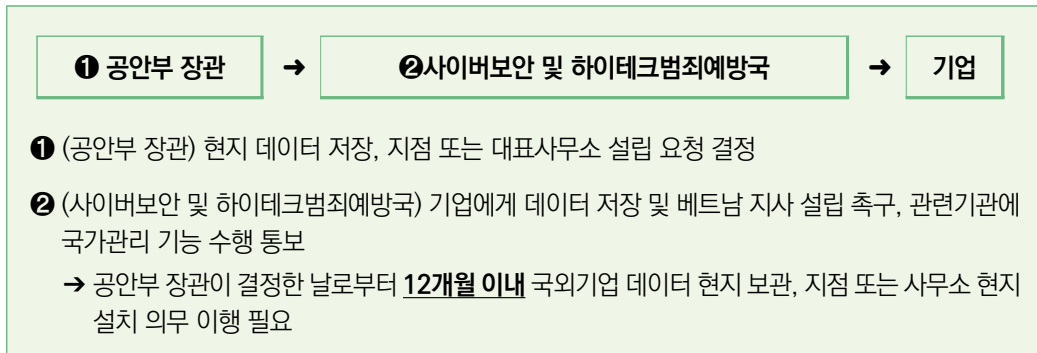 ❶ 공안부 장관 ➜ ❷사이버보안 및 하이테크범죄예방국 ➜ 기업
❶ (공안부 장관) 현지 데이터 저장, 지점 또는 대표사무소 설립 요청 결정
❷ (사이버보안 및 하이테크범죄예방국) 기업에게 데이터 저장 및 베트남 지사 설립 촉구, 관련기관에
국가관리 기능 수행 통보
➜ 공안부 장관이 결정한 날로부터 12개월 이내 국외기업 데이터 현지 보관, 지점 또는 사무소 현지
설치 의무 이행 필요